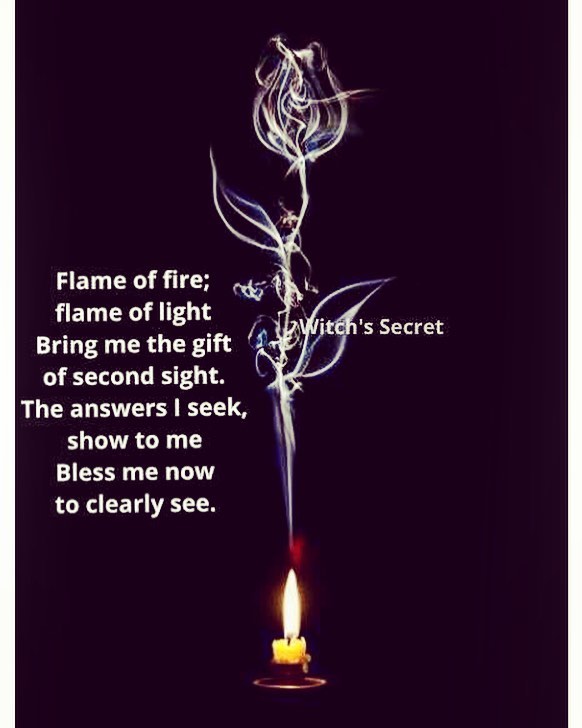 Flame of fire;
flame of light
Bring me the gift
of second sight.
The answers I seek,
show to me
Bless me now
to clearly see.
Witch's Secret